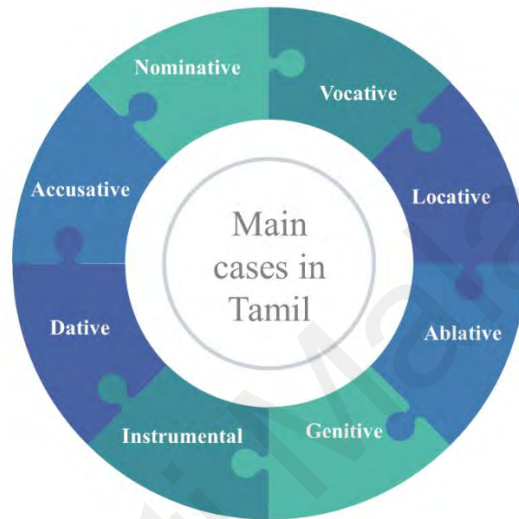 Nominative
Vocative
Accusative
Locative
Main
cases in
Tamil
Dative
Ablative
Instrumental
Genitive